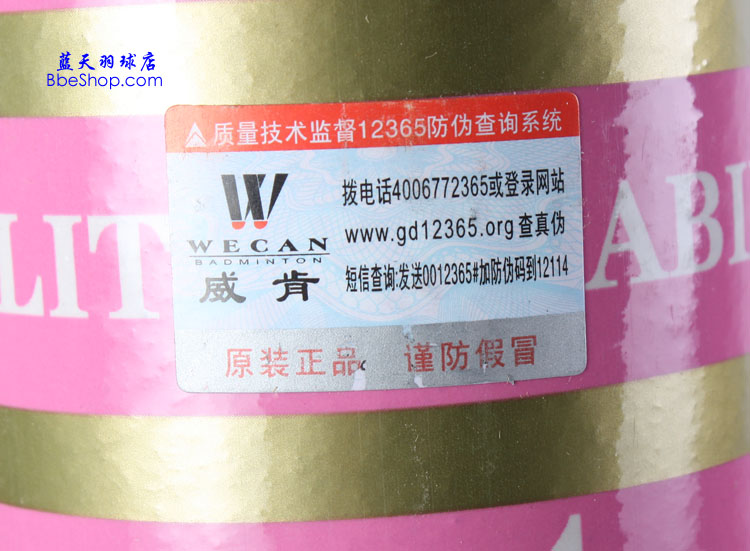 蓝天羽球店
BbeShop.com
质量技术监督12365防伪查询系统
WECAN
BADMINTON
威肯
拨电话4006772365或登录网站
www.gd12365.org 查真伪
短信查询:发送0012365#加防伪码到12114
原装正品 谨防假冒
LIT
ABI